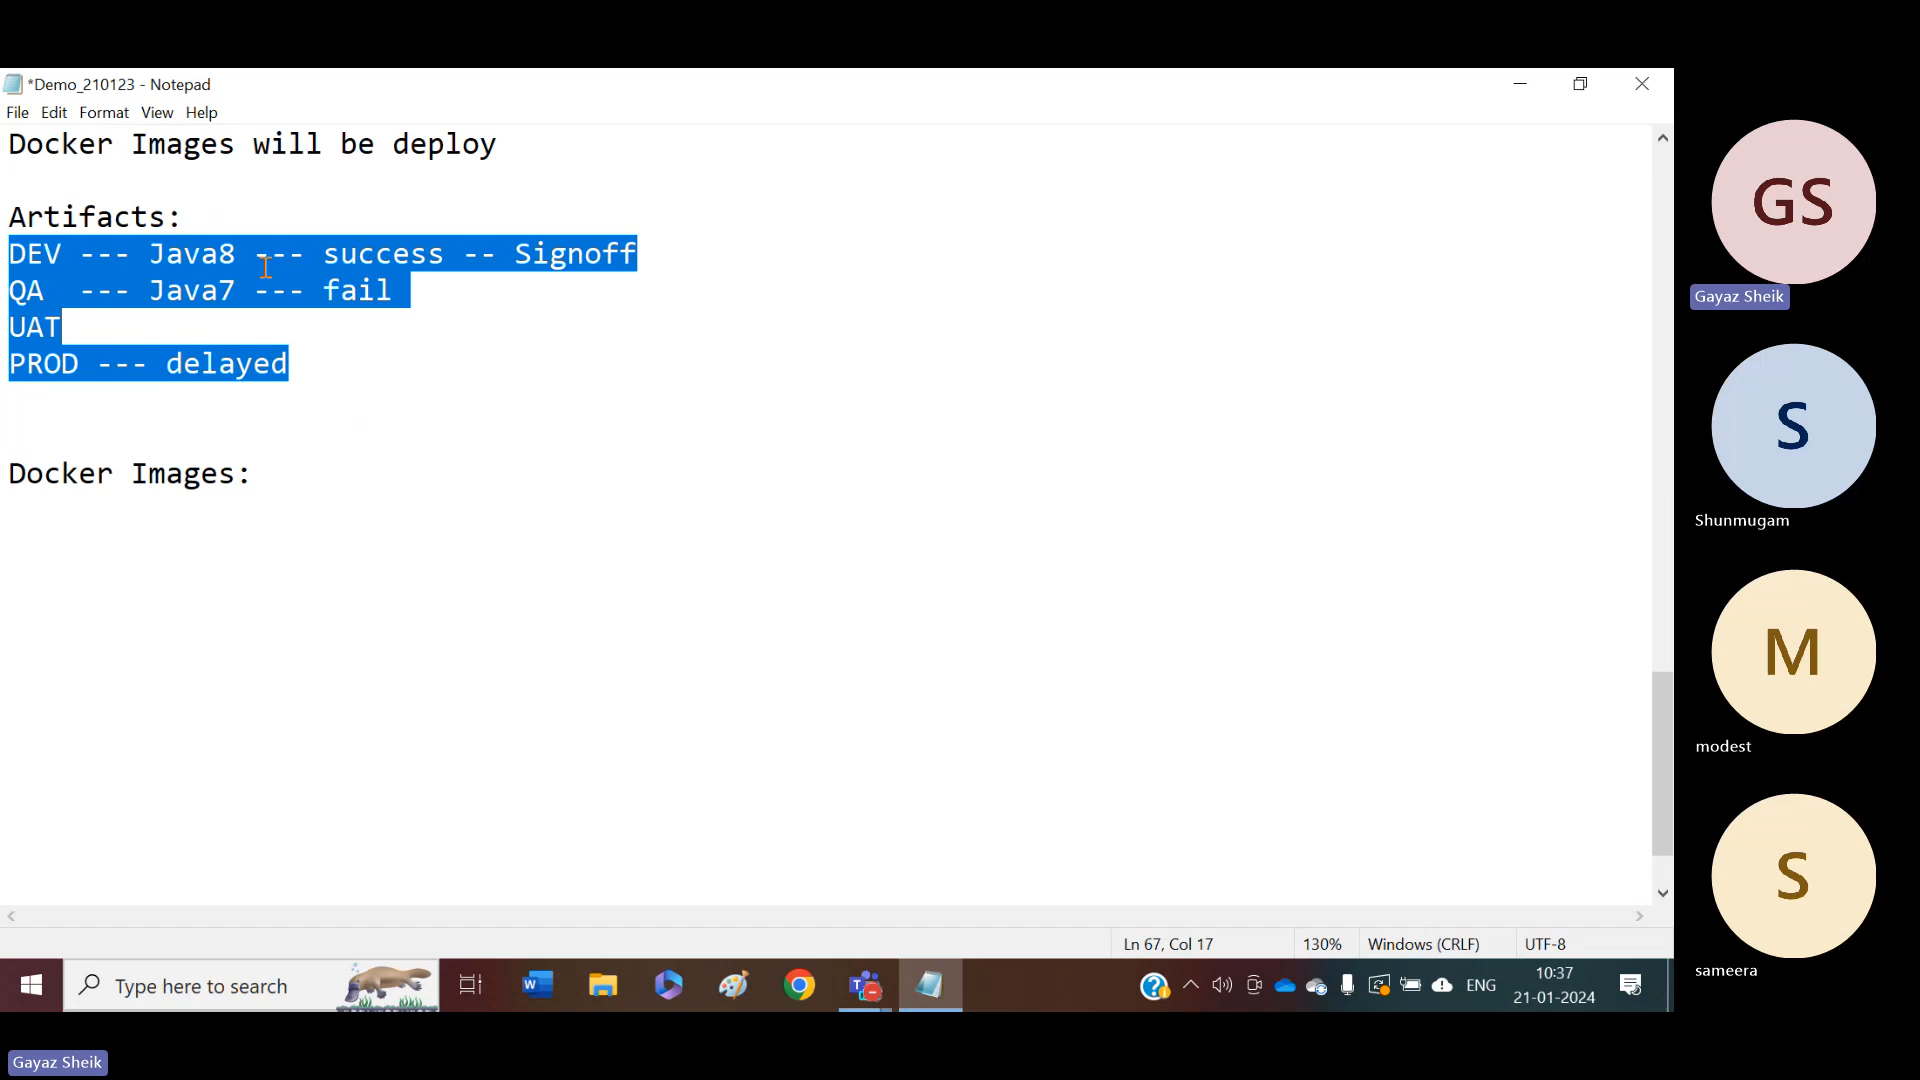 *Demo_210123 - Notepad
File Edit Format View Help
Docker Images will be deploy
Artifacts:
DEV --- Java8 --- success -- Signoff
QA  --- Java7 --- fail
UAT
PROD --- delayed
Docker Images:
Ln 67, Col 17 130% Windows (CRLF) UTF-8
Type here to search
ENG
10:37
21-01-2024
GS
Gayaz Sheik
S
Shunmugam
M
modest
S
sameera
Gayaz Sheik